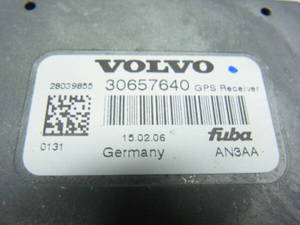 VOLVO
28039855 30657640 GPS Receiver
15.02.06 fuba
0131 Germany AN3AA